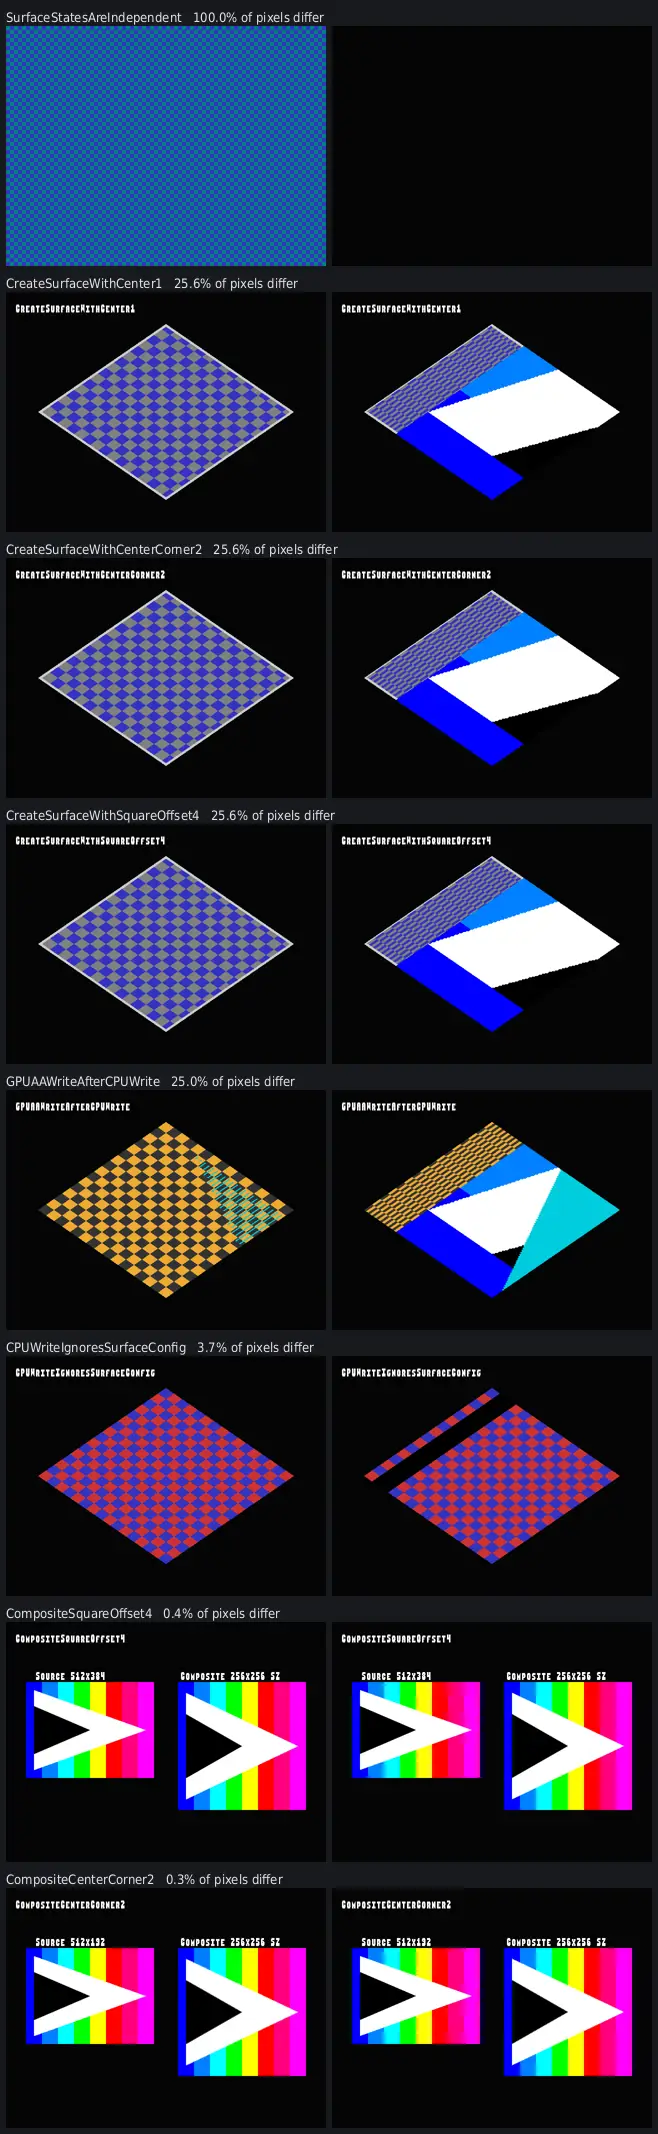 SurfaceStatesAreIndependent 100.0% of pixels differ
CreateSurfaceWithCenter1 25.6% of pixels differ
CreateSurfaceWithCenter1 CreateSurfaceWithCenter1
CreateSurfaceWithCenterCorner2 25.6% of pixels differ
CreateSurfaceWithCenterCorner2 CreateSurfaceWithCenterCorner2
CreateSurfaceWithSquareOffset4 25.6% of pixels differ
CreateSurfaceWithSquareOffset4 CreateSurfaceWithSquareOffset4
GPUAAWriteAfterCPUWrite 25.0% of pixels differ
GPUAAWriteAfterCPUWrite GPUAAWriteAfterCPUWrite
CPUWriteIgnoresSurfaceConfig 3.7% of pixels differ
CPUWriteIgnoresSurfaceConfig CPUWriteIgnoresSurfaceConfig
CompositeSquareOffset4 0.4% of pixels differ
CompositeSquareOffset4 CompositeSquareOffset4
Source 512x384 Composite 256x256 SZ Source 512x384 Composite 256x256 SZ
CompositeCenterCorner2 0.3% of pixels differ
CompositeCenterCorner2 CompositeCenterCorner2
Source 512x192 Composite 256x256 SZ Source 512x192 Composite 256x256 SZ